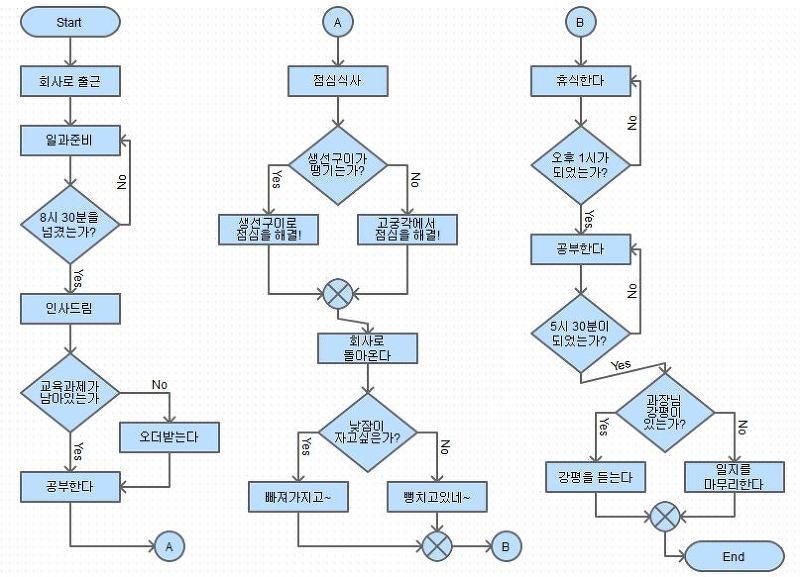 Start
회사로 출근
일과준비
No
8시 30분을
넘겼는가?
Yes
인사드림
교육과제가
남아있는가
No
오더받는다
Yes
공부한다
A
A
점심식사
생선구이가
땡기는가?
Yes
No
생선구이로
점심을 해결!
고궁각에서
점심을 해결!
회사로
돌아온다
낮잠이
자고싶은가?
Yes
No
빠져가지고~
뻥치고있네~
B
B
휴식한다
No
오후 1시가
되었는가?
Yes
공부한다
No
5시 30분이
되었는가?
Yes
과장님
강평이
있는가?
Yes
No
강평을 듣는다
일지를
마무리한다
End